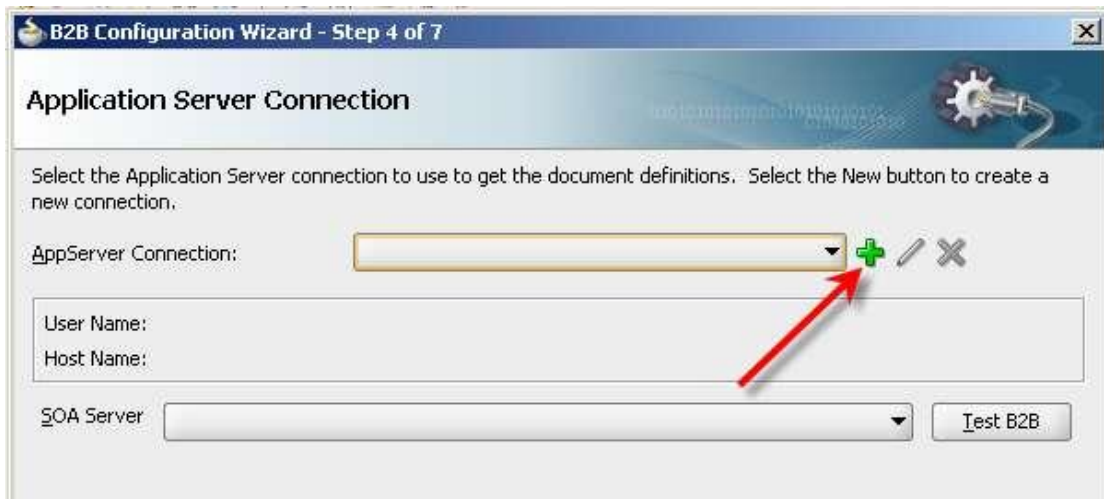 B2B Configuration Wizard - Step 4 of 7
Application Server Connection
Select the Application Server connection to use to get the document definitions. Select the New button to create a
new connection.
AppServer Connection:
User Name:
Host Name:
SOA Server
Test B2B